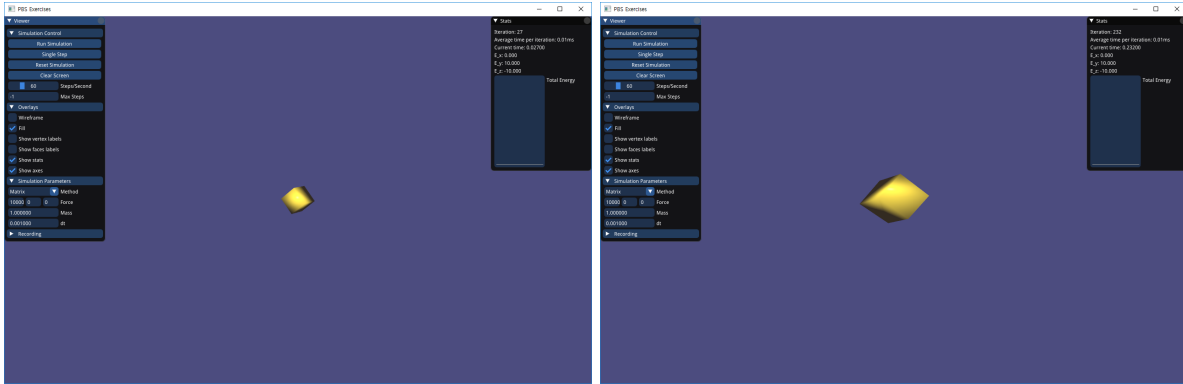 PBS Exercises
Viewer
Simulation Control
Run Simulation
Single Step
Reset Simulation
Clear Screen
60 Steps/Second
-1 Max Steps
Overlays
Wireframe
Fill
Show vertex labels
Show faces labels
Show stats
Show axes
Simulation Parameters
Matrix Method
10000 0 0 Force
1.000000 Mass
0.001000 dt
Recording
Stats
Iteration: 27
Average time per iteration: 0.01ms
Current time: 0.02700
E_x: 0.000
E_y: 10.000
E_z: -10.000
Total Energy
PBS Exercises
Viewer
Simulation Control
Run Simulation
Single Step
Reset Simulation
Clear Screen
60 Steps/Second
-1 Max Steps
Overlays
Wireframe
Fill
Show vertex labels
Show faces labels
Show stats
Show axes
Simulation Parameters
Matrix Method
10000 0 0 Force
1.000000 Mass
0.001000 dt
Recording
Stats
Iteration: 232
Average time per iteration: 0.01ms
Current time: 0.23200
E_x: 0.000
E_y: 10.000
E_z: -10.000
Total Energy